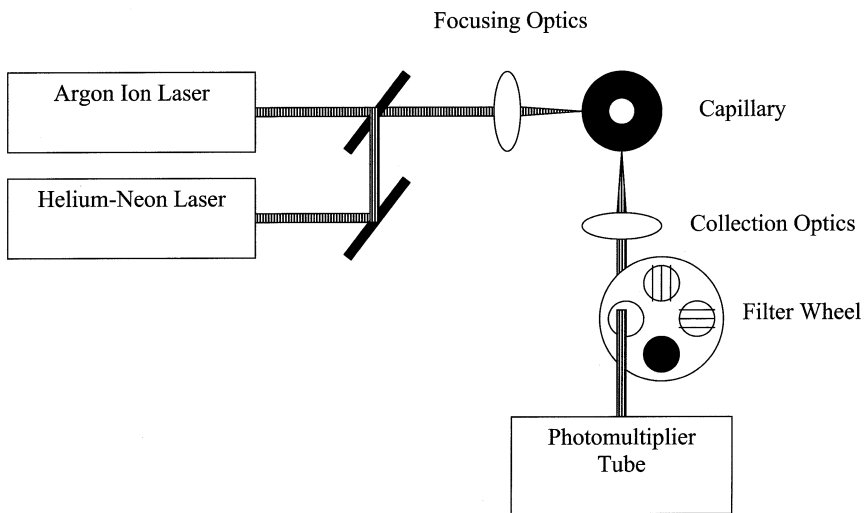 Focusing Optics
Argon Ion Laser
Capillary
Helium-Neon Laser
Collection Optics
Filter Wheel
Photomultiplier
Tube